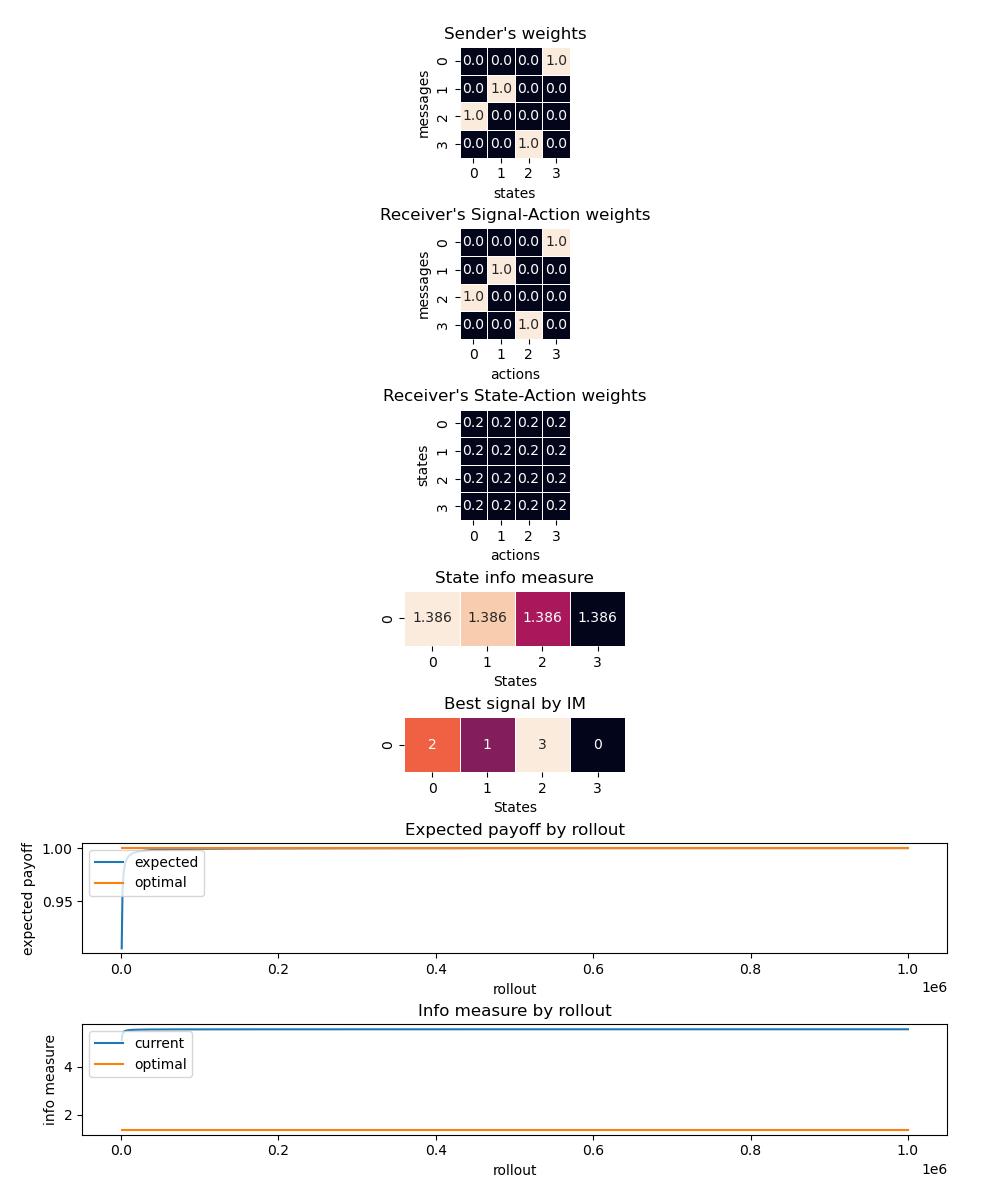 Sender's weights
messages
0 0.0 0.0 0.0 1.0
1 0.0 1.0 0.0 0.0
2 1.0 0.0 0.0 0.0
3 0.0 0.0 1.0 0.0
0 1 2 3
states
Receiver's Signal-Action weights
messages
0 0.0 0.0 0.0 1.0
1 0.0 1.0 0.0 0.0
2 1.0 0.0 0.0 0.0
3 0.0 0.0 1.0 0.0
0 1 2 3
actions
Receiver's State-Action weights
states
0 0.2 0.2 0.2 0.2
1 0.2 0.2 0.2 0.2
2 0.2 0.2 0.2 0.2
3 0.2 0.2 0.2 0.2
0 1 2 3
actions
State info measure
0 1.386 1.386 1.386 1.386
0 1 2 3
States
Best signal by IM
0 2 1 3 0
0 1 2 3
States
Expected payoff by rollout
expected payoff
1.00
0.95
expected
optimal
0.0 0.2 0.4 0.6 0.8 1.0
1e6
rollout
Info measure by rollout
info measure
4
2
current
optimal
0.0 0.2 0.4 0.6 0.8 1.0
1e6
rollout